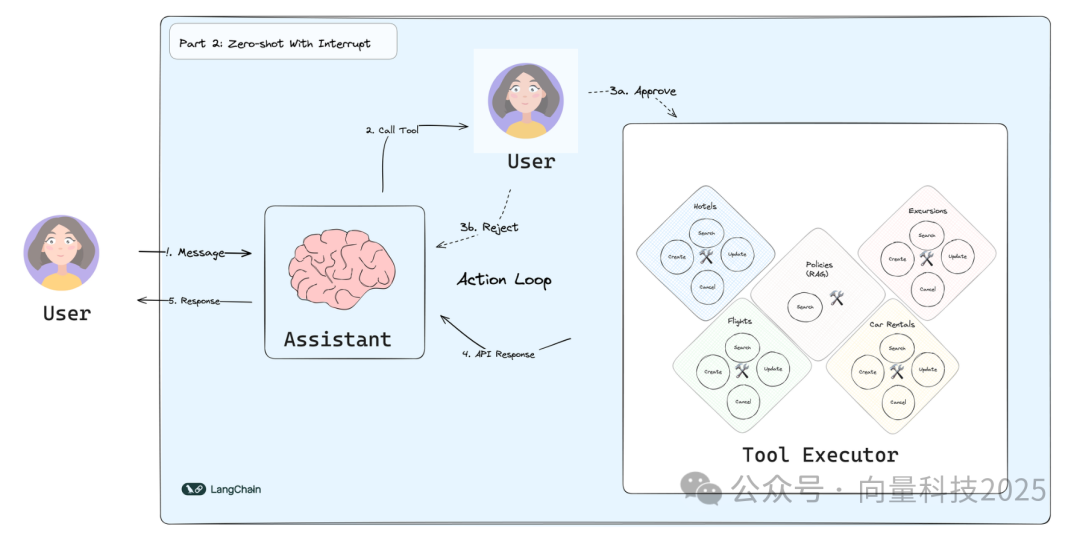 Part 2: Zero-shot With Interrupt
3a. Approve
2. Call Tool
User
3b. Reject
1. Message
Action Loop
5. Response
User
Assistant
4. API Response
Hotels
Search
Create
Update
Cancel
Excursions
Search
Create
Update
Cancel
Policies
(RAG)
Search
Flights
Search
Create
Update
Cancel
Car Rentals
Search
Create
Update
Cancel
Tool Executor
LangChain
公众号 · 向量科技2025